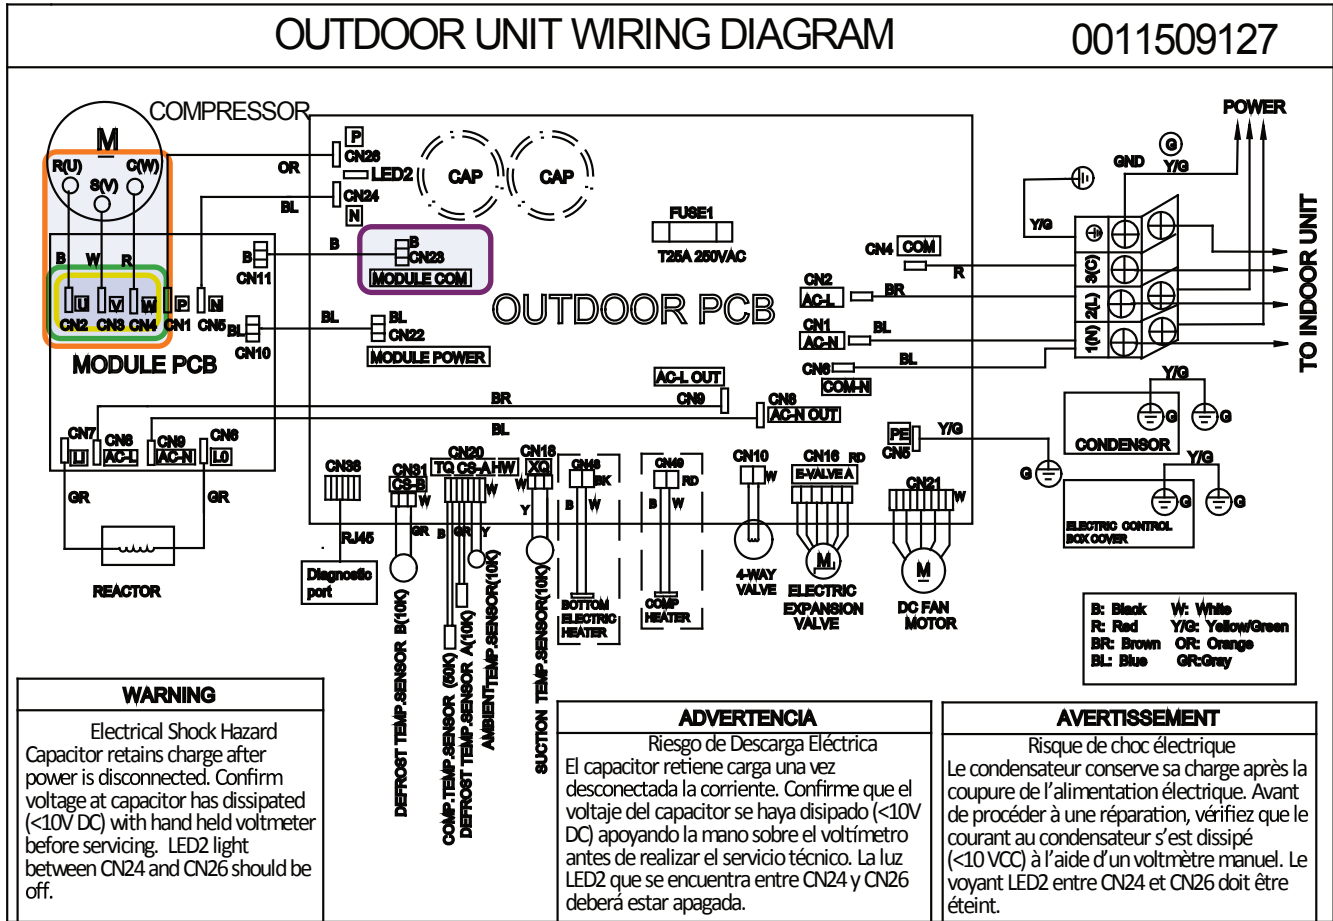 OUTDOOR UNIT WIRING DIAGRAM
0011509127
COMPRESSOR
M
R(U)
C(W)
S(V)
B
W
R
U
V
W
P
N
CN2
CN3
CN4
CN1
CN5
MODULE PCB
OR
BL
P
CN26
LED2
CN24
N
CAP
CAP
B
CN11
B
B
CN23
MODULE COM
BL
CN10
BL
BL
CN22
MODULE POWER
FUSE1
T25A 250VAC
OUTDOOR PCB
CN4
COM
R
CN2
AC-L
BR
CN1
AC-N
BL
CN6
COM-N
BL
AC-L OUT
CN9
BR
CN8
AC-N OUT
BL
PE
CN5
Y/G
G
POWER
G
GND
Y/G
Y/G
3(C)
2(L)
1(N)
TO INDOOR UNIT
Y/G
G
G
CONDENSOR
Y/G
G
G
ELECTRIC CONTROL
BOX COVER
CN7
LI
CN8
AC-L
CN9
AC-N
CN6
L0
GR
GR
REACTOR
CN36
RJ45
Diagnostic
port
CN31
CS-B
W
GR
DEFROST TEMP.SENSOR B(10K)
CN20
TQ CS-A HW
W
B
GR
Y
COMP.TEMP.SENSOR (50K)
DEFROST TEMP.SENSOR A(10K)
AMBIENT TEMP.SENSOR(10K)
CN18
XQ
W
Y
SUCTION TEMP.SENSOR(10K)
CN48
BK
B
W
BOTTOM
ELECTRIC
HEATER
CN49
RD
B
W
COMP
HEATER
CN10
W
4-WAY
VALVE
CN16
RD
E-VALVE A
M
ELECTRIC
EXPANSION
VALVE
CN21
W
M
DC FAN
MOTOR
B: Black W: White
R: Red Y/G: Yellow/Green
BR: Brown OR: Orange
BL: Blue GR:Gray
WARNING
Electrical Shock Hazard
Capacitor retains charge after
power is disconnected. Confirm
voltage at capacitor has dissipated
(<10V DC) with hand held voltmeter
before servicing. LED2 light
between CN24 and CN26 should be
off.
ADVERTENCIA
Riesgo de Descarga Eléctrica
El capacitor retiene carga una vez
desconectada la corriente. Confirme que el
voltaje del capacitor se haya disipado (<10V
DC) apoyando la mano sobre el voltímetro
antes de realizar el servicio técnico. La luz
LED2 que se encuentra entre CN24 y CN26
deberá estar apagada.
AVERTISSEMENT
Risque de choc électrique
Le condensateur conserve sa charge après la
coupure de l'alimentation électrique. Avant
de procéder à une réparation, vérifiez que le
courant au condensateur s'est dissipé
(<10 VCC) à l'aide d'un voltmètre manuel. Le
voyant LED2 entre CN24 et CN26 doit être
éteint.